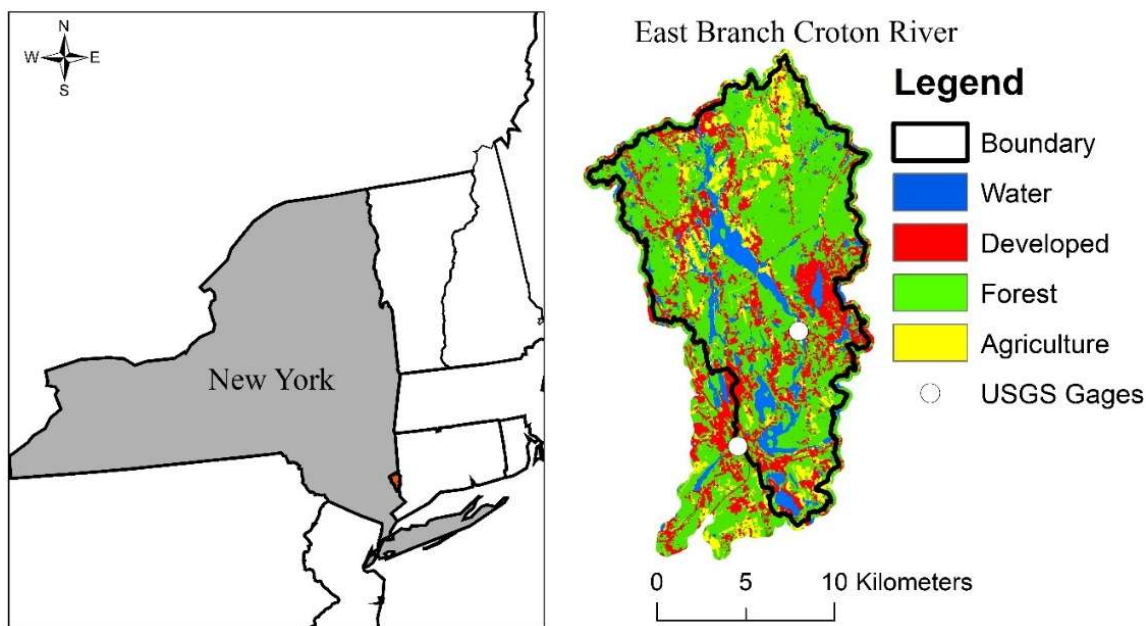 N
W E
S
New York
East Branch Croton River
Legend
Boundary
Water
Developed
Forest
Agriculture
USGS Gages
0 5 10 Kilometers